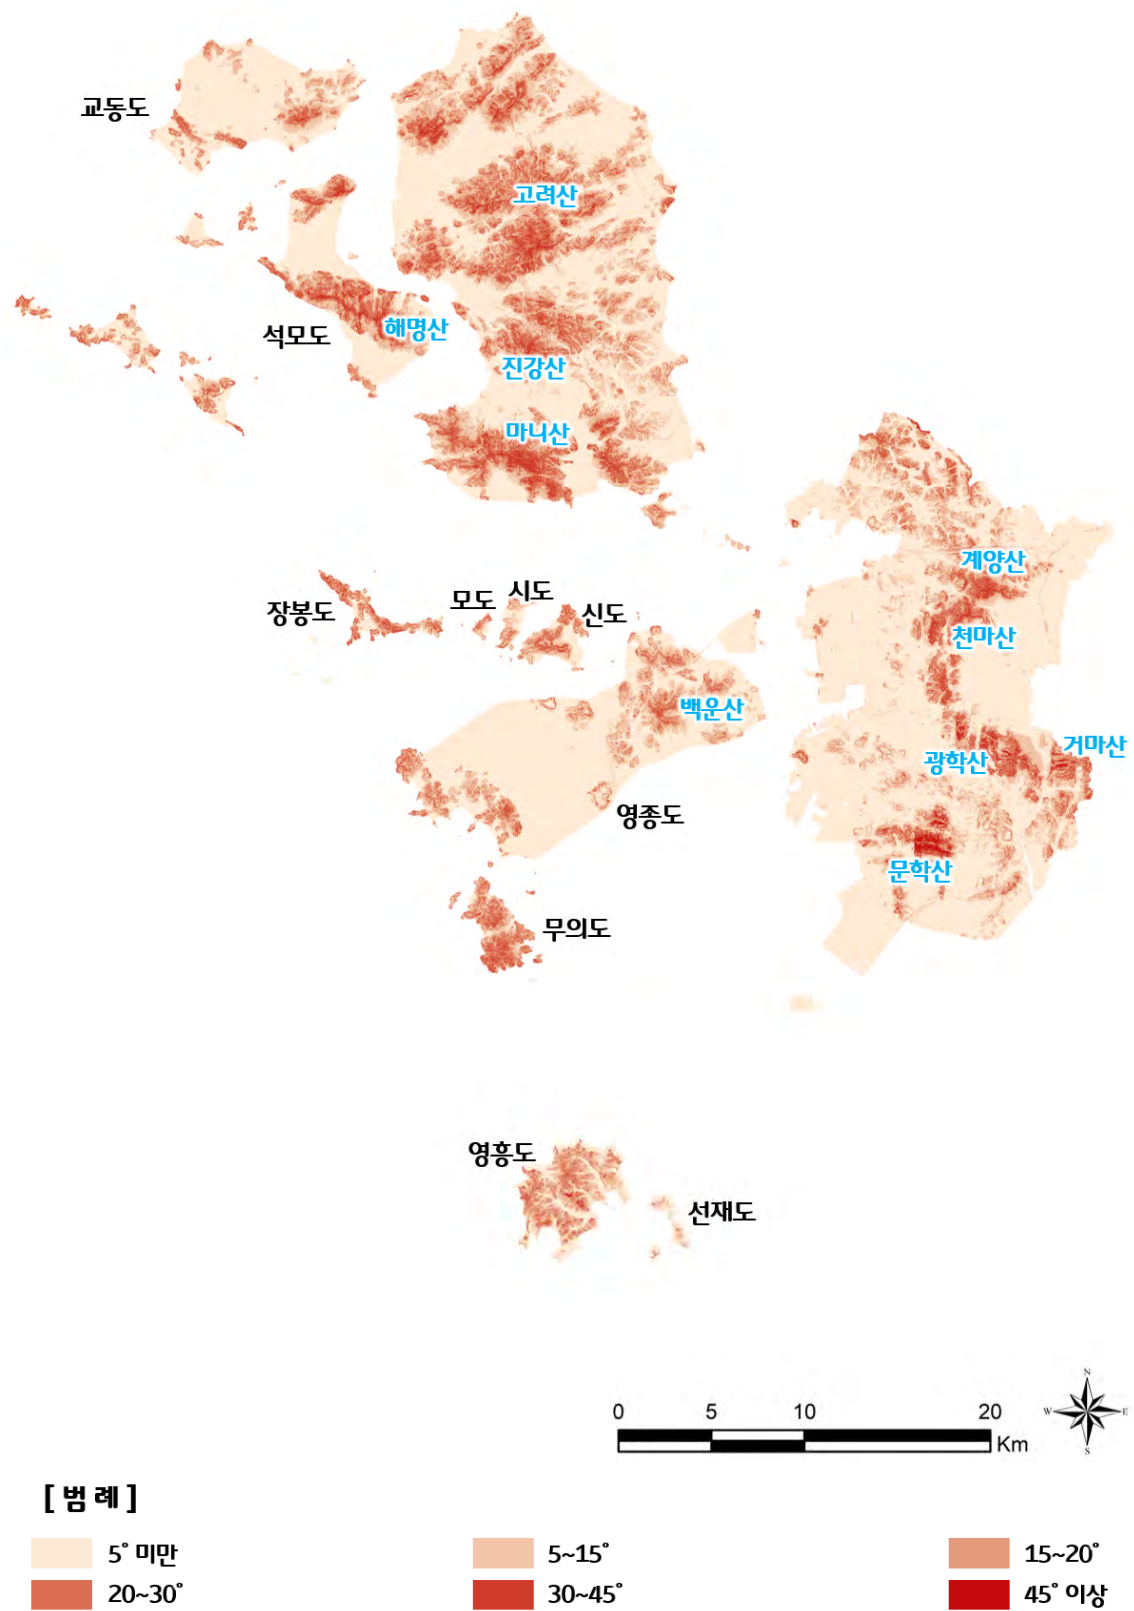 교동도
고려산
해명산
석모도
진강산
마니산
계양산
시도
모도
장봉도
신도
천마산
백운산
거마산
광학산
영종도
문학산
무의도
영흥도
선재도
N
W E
S
0 5 10 20
Km
[ 범 례 ]
5˚ 미만 5~15˚ 15~20˚
20~30˚ 30~45˚ 45˚ 이상